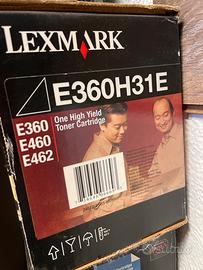 LEXMARK
E360H31E
E360
E460
E462
One High Yield
Toner Cartridge